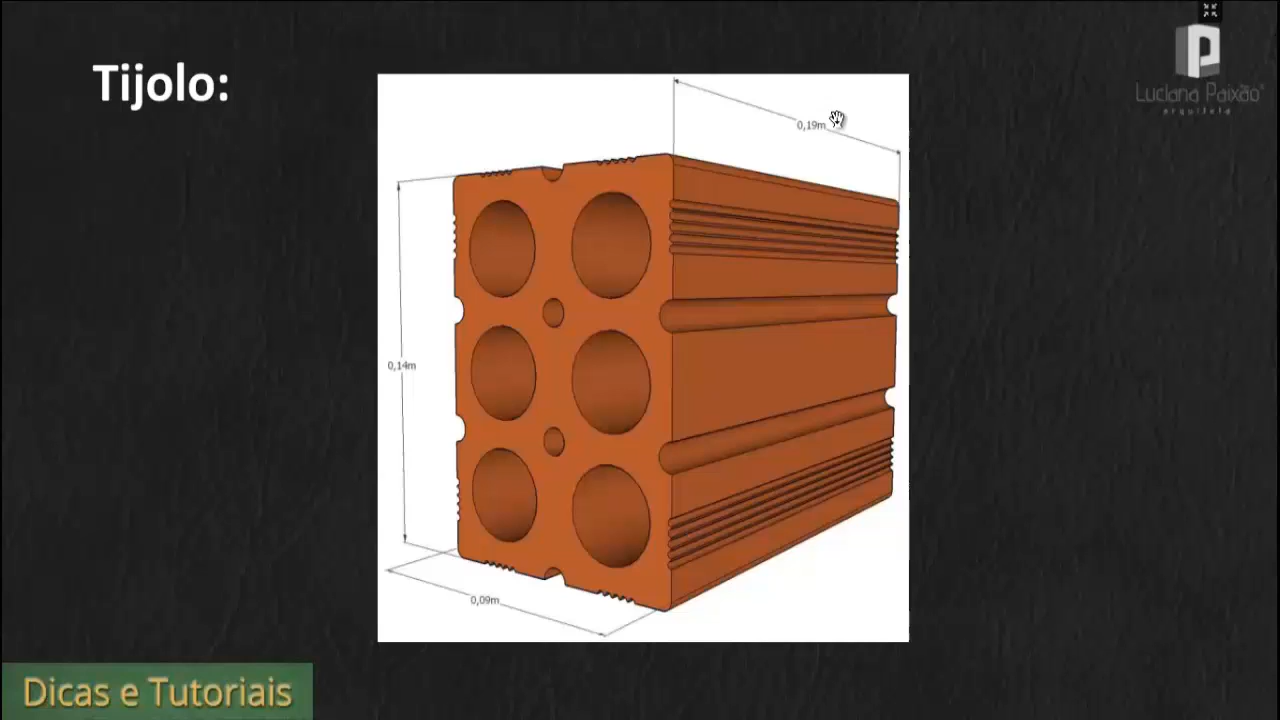 Tijolo:
Luciana Paixão
arquiteta
0,19m
0,14m
0,09m
Dicas e Tutoriais